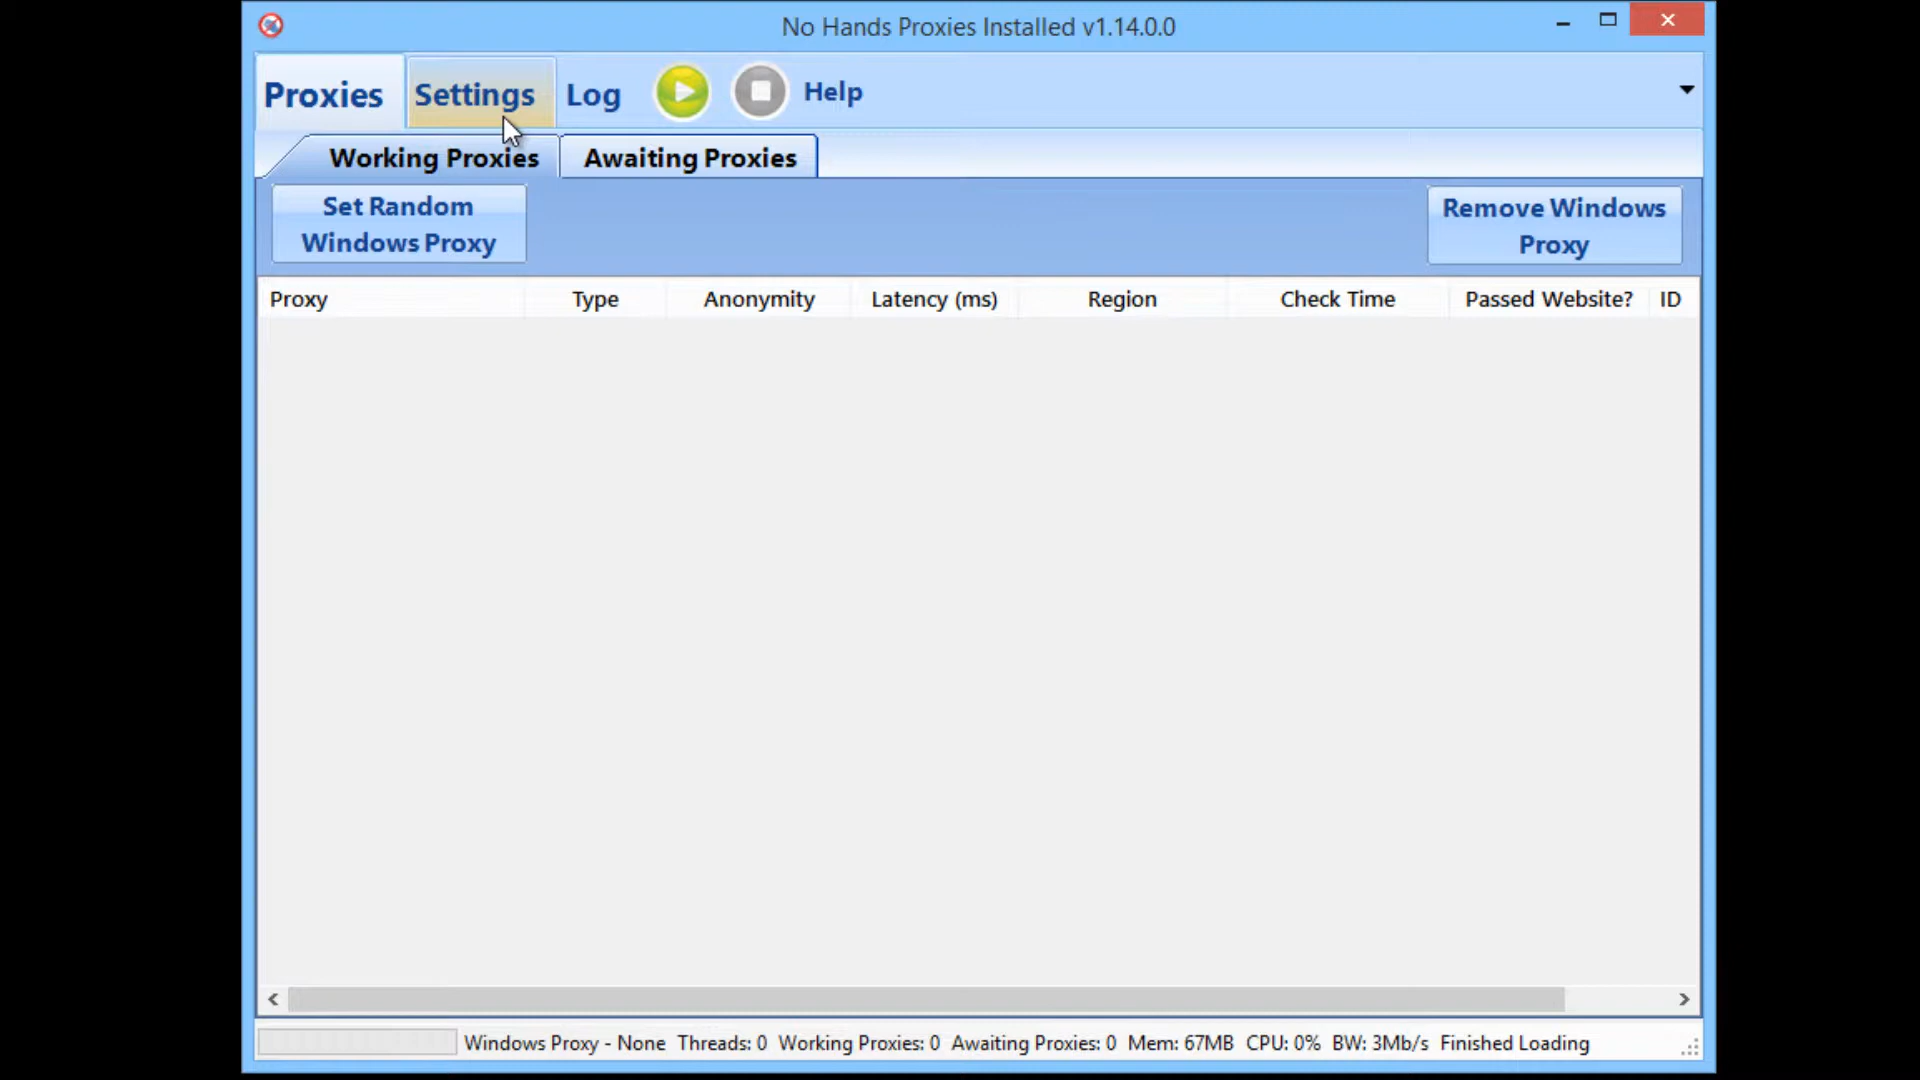 No Hands Proxies Installed v1.14.0.0
Proxies Settings Log Help
Working Proxies Awaiting Proxies
Set Random
Windows Proxy
Remove Windows
Proxy
Proxy Type Anonymity Latency (ms) Region Check Time Passed Website? ID
Windows Proxy - None Threads: 0 Working Proxies: 0 Awaiting Proxies: 0 Mem: 67MB CPU: 0% BW: 3Mb/s Finished Loading